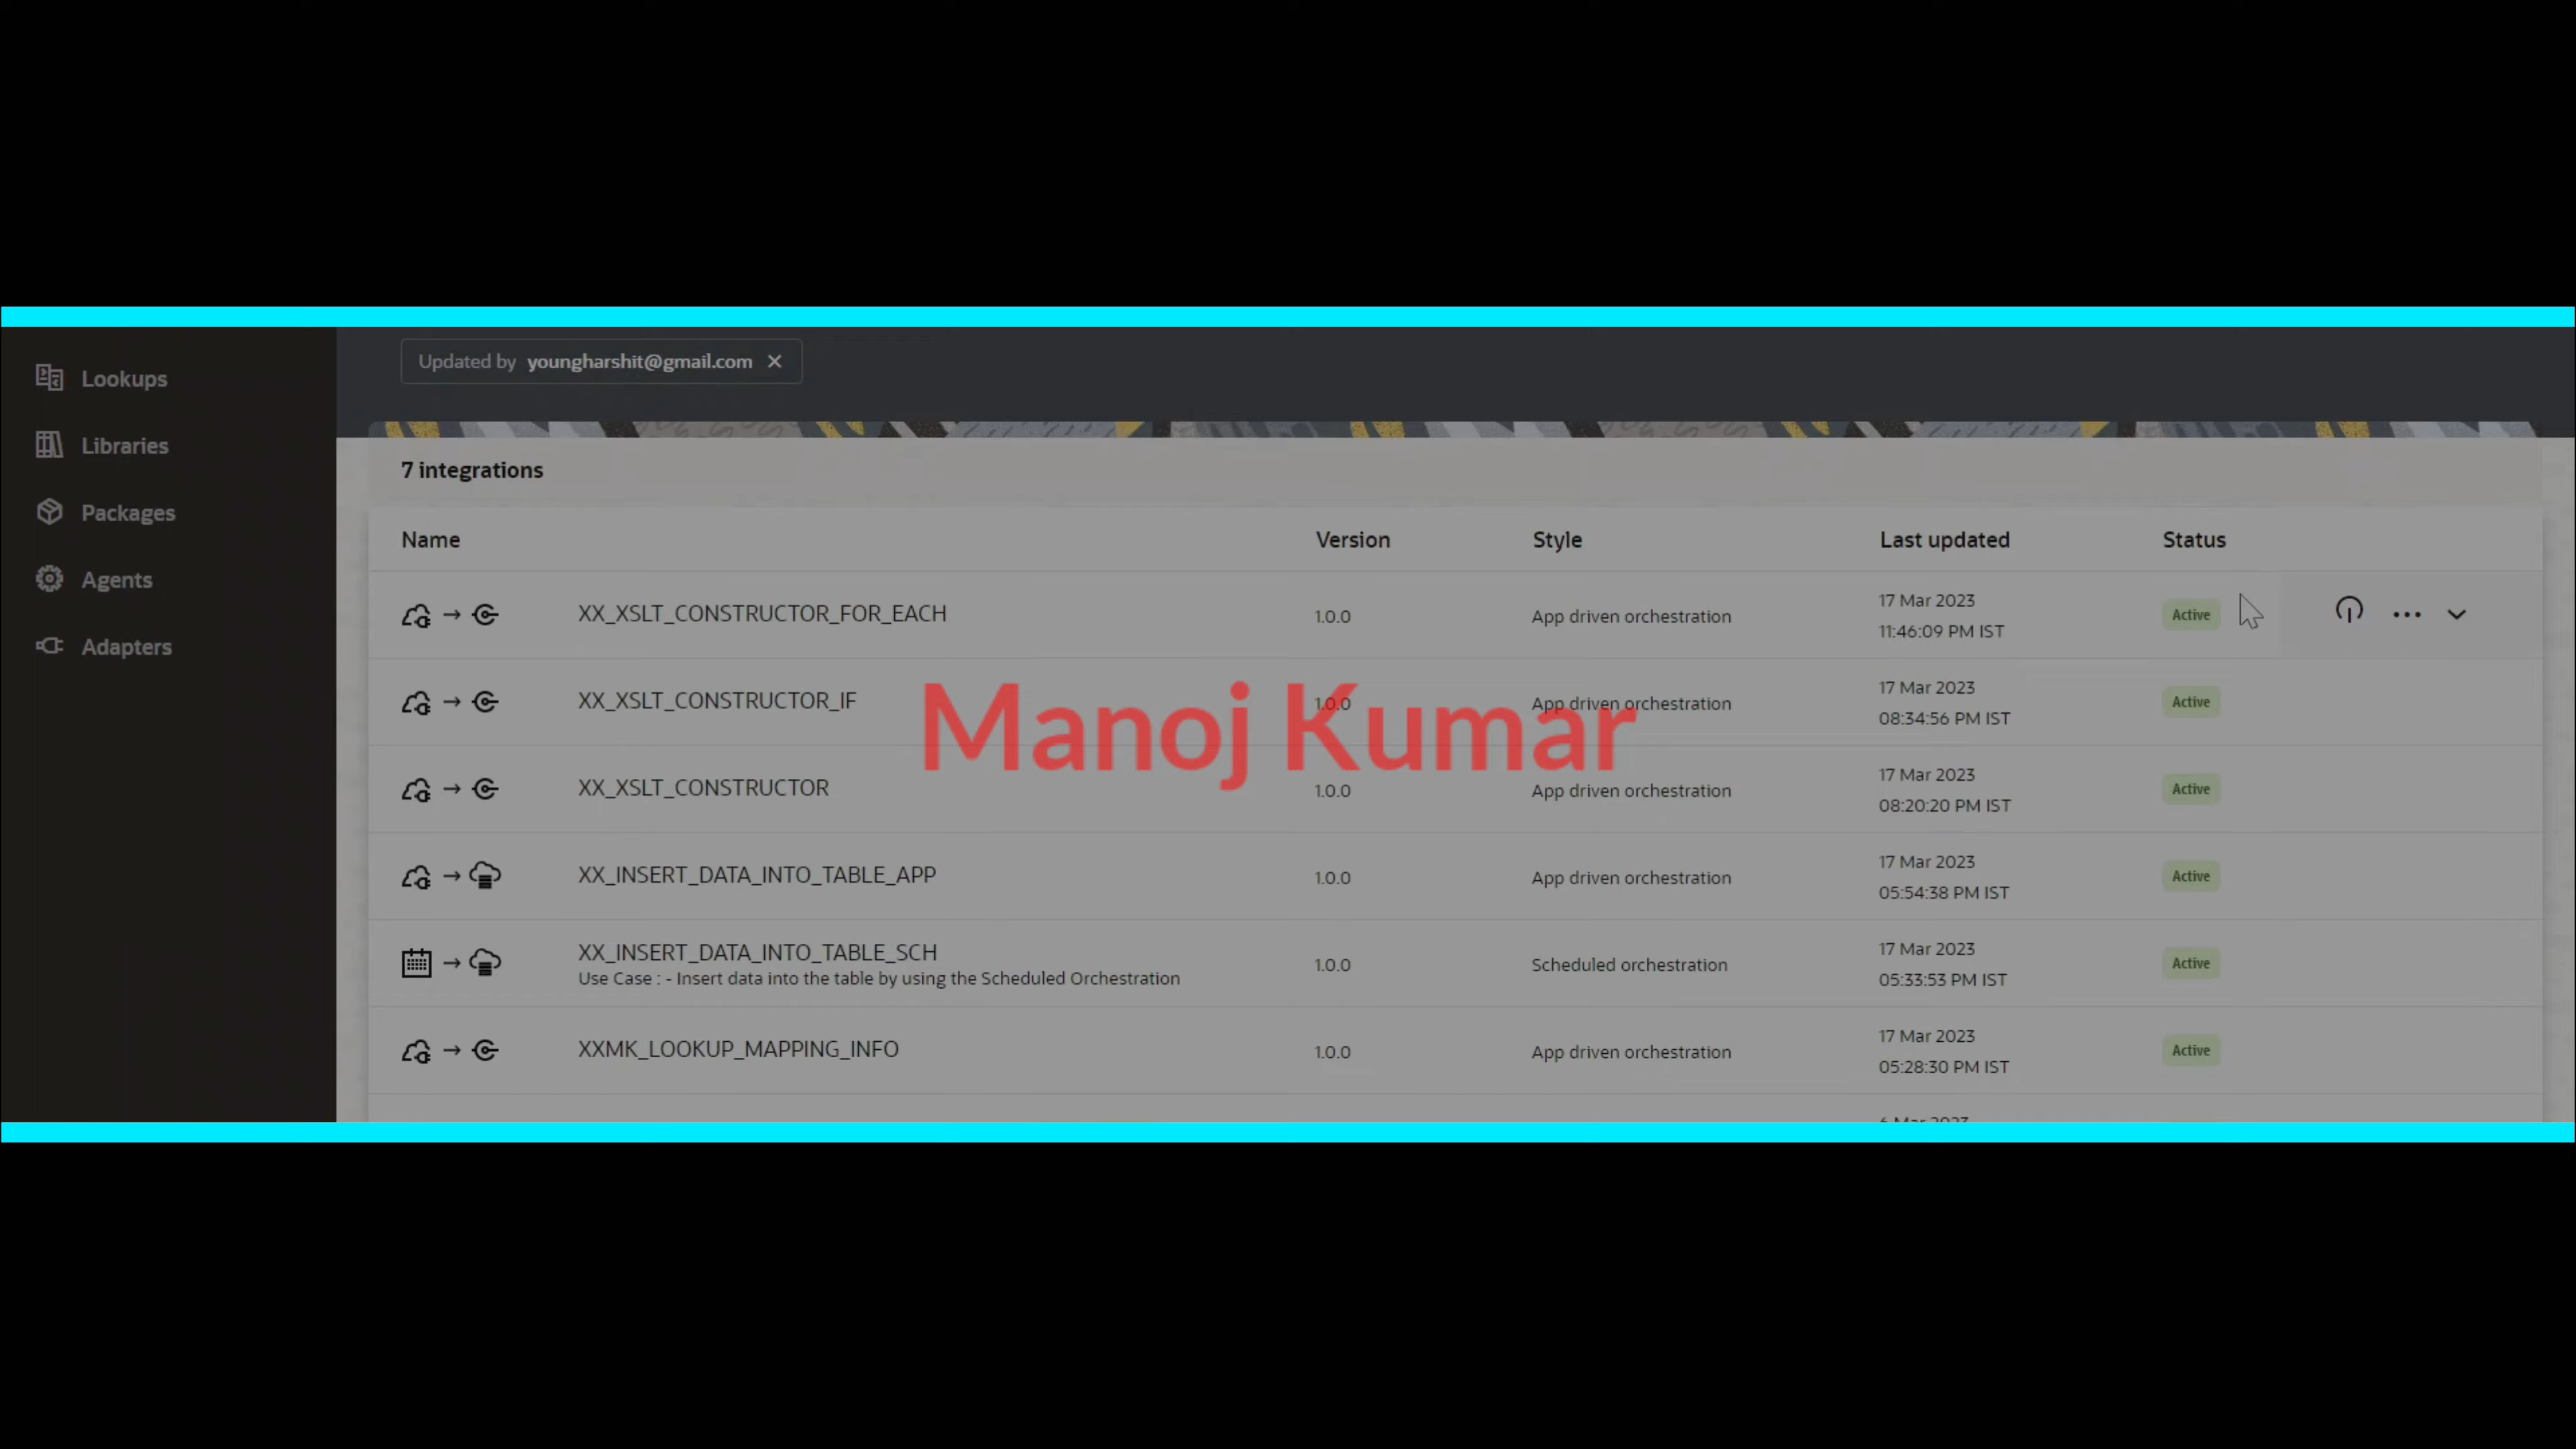 Updated by youngharshit@gmail.com
Lookups
Libraries
Packages
Agents
Adapters
7 integrations
Name Version Style Last updated Status
XX_XSLT_CONSTRUCTOR_FOR_EACH 1.0.0 App driven orchestration 17 Mar 2023 11:46:09 PM IST Active
XX_XSLT_CONSTRUCTOR_IF 1.0.0 App driven orchestration 17 Mar 2023 08:34:56 PM IST Active
Manoj Kumar
XX_XSLT_CONSTRUCTOR 1.0.0 App driven orchestration 17 Mar 2023 08:20:20 PM IST Active
XX_INSERT_DATA_INTO_TABLE_APP 1.0.0 App driven orchestration 17 Mar 2023 05:54:38 PM IST Active
XX_INSERT_DATA_INTO_TABLE_SCH 1.0.0 Scheduled orchestration 17 Mar 2023 05:33:53 PM IST Active
Use Case : - Insert data into the table by using the Scheduled Orchestration
XXMK_LOOKUP_MAPPING_INFO 1.0.0 App driven orchestration 17 Mar 2023 05:28:30 PM IST Active